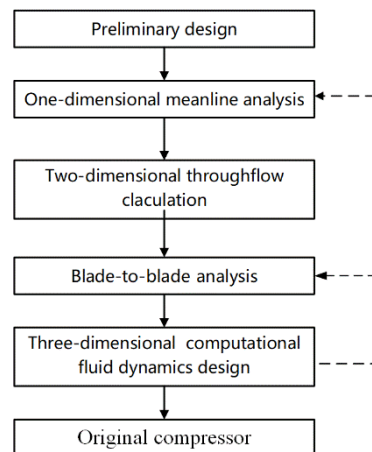 Preliminary design
One-dimensional meanline analysis
Two-dimensional throughflow
claculation
Blade-to-blade analysis
Three-dimensional computational
fluid dynamics design
Original compressor